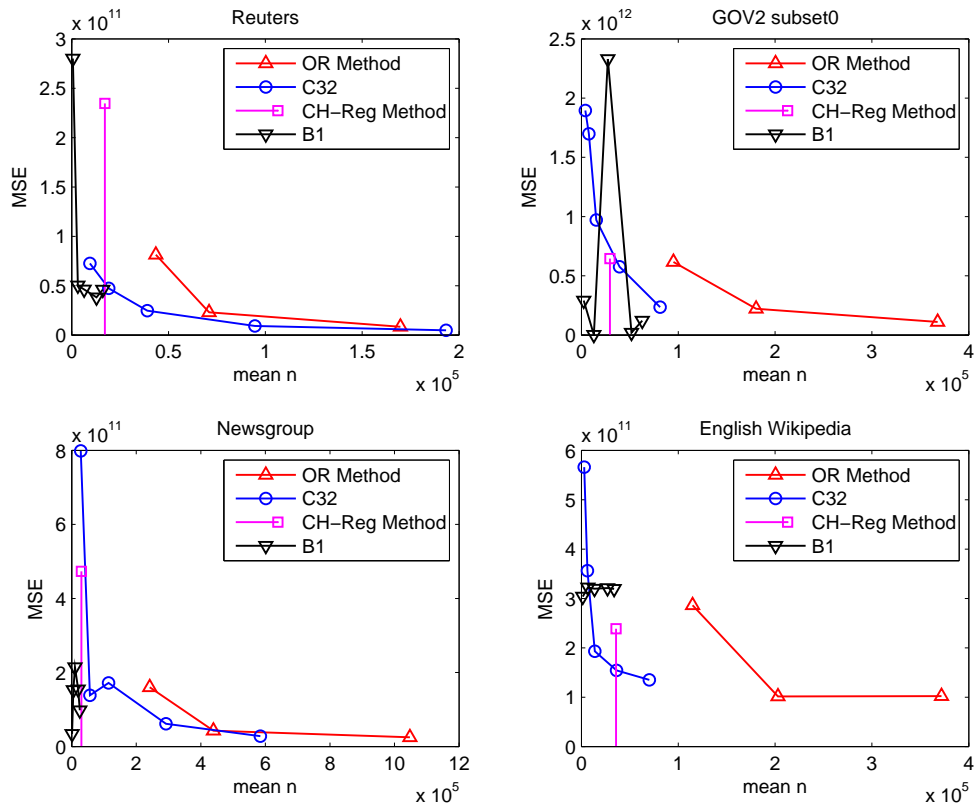 x 10^11
Reuters
3
2.5
2
1.5
1
0.5
0
MSE
OR Method
C32
CH−Reg Method
B1
0
0.5
1
1.5
2
mean n
x 10^5
x 10^12
GOV2 subset0
2.5
2
1.5
1
0.5
0
MSE
OR Method
C32
CH−Reg Method
B1
0
1
2
3
4
mean n
x 10^5
x 10^11
Newsgroup
8
6
4
2
0
MSE
OR Method
C32
CH−Reg Method
B1
0
2
4
6
8
10
12
mean n
x 10^5
x 10^11
English Wikipedia
6
5
4
3
2
1
0
MSE
OR Method
C32
CH−Reg Method
B1
0
1
2
3
4
mean n
x 10^5